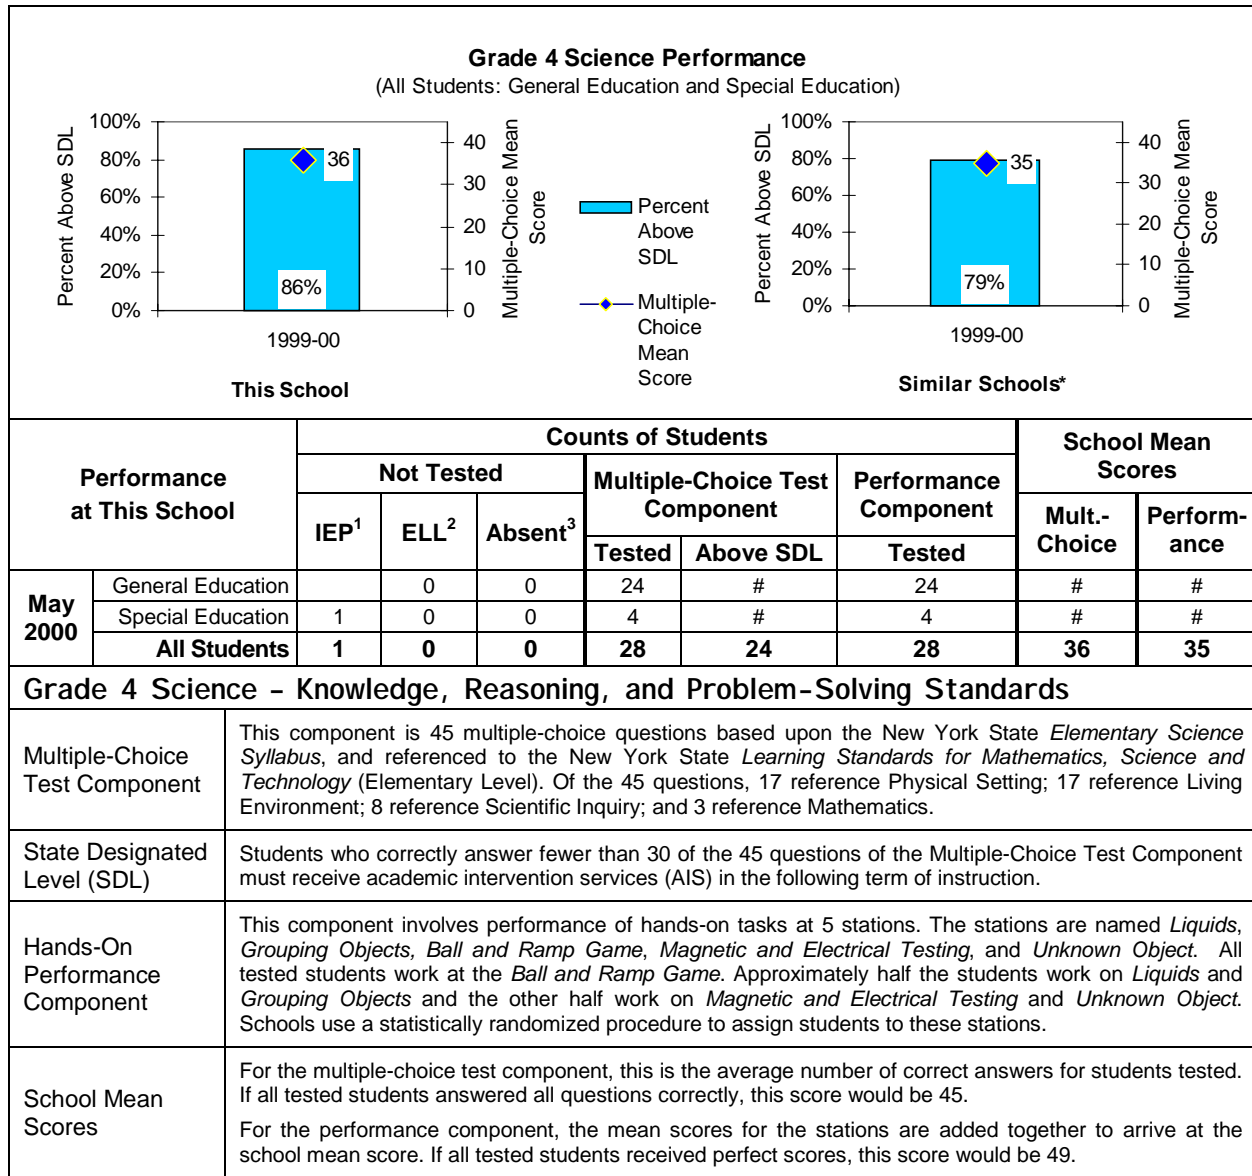 Grade 4 Science Performance
(All Students: General Education and Special Education)
Percent Above SDL
100%
80%
60%
40%
20%
0%
36
86%
1999-00
40
30
20
10
0
Multiple-Choice Mean
Score
This School
Percent
Above
SDL
Multiple-
Choice
Mean
Score
Percent Above SDL
100%
80%
60%
40%
20%
0%
35
79%
1999-00
40
30
20
10
0
Multiple-Choice Mean
Score
Similar Schools*
Performance
at This School
Counts of Students
School Mean
Scores
Not Tested
Multiple-Choice Test
Component
Performance
Component
IEP¹ ELL² Absent³
Mult.-
Choice
Perform-
ance
Tested Above SDL Tested
May
2000
General Education 0 0 24 # 24 # #
Special Education 1 0 0 4 # 4 # #
All Students 1 0 0 28 24 28 36 35
Grade 4 Science – Knowledge, Reasoning, and Problem-Solving Standards
Multiple-Choice
Test Component
This component is 45 multiple-choice questions based upon the New York State Elementary Science
Syllabus, and referenced to the New York State Learning Standards for Mathematics, Science and
Technology (Elementary Level). Of the 45 questions, 17 reference Physical Setting; 17 reference Living
Environment; 8 reference Scientific Inquiry; and 3 reference Mathematics.
State Designated
Level (SDL)
Students who correctly answer fewer than 30 of the 45 questions of the Multiple-Choice Test Component
must receive academic intervention services (AIS) in the following term of instruction.
Hands-On
Performance
Component
This component involves performance of hands-on tasks at 5 stations. The stations are named Liquids,
Grouping Objects, Ball and Ramp Game, Magnetic and Electrical Testing, and Unknown Object. All
tested students work at the Ball and Ramp Game. Approximately half the students work on Liquids and
Grouping Objects and the other half work on Magnetic and Electrical Testing and Unknown Object.
Schools use a statistically randomized procedure to assign students to these stations.
School Mean
Scores
For the multiple-choice test component, this is the average number of correct answers for students tested.
If all tested students answered all questions correctly, this score would be 45.
For the performance component, the mean scores for the stations are added together to arrive at the
school mean score. If all tested students received perfect scores, this score would be 49.